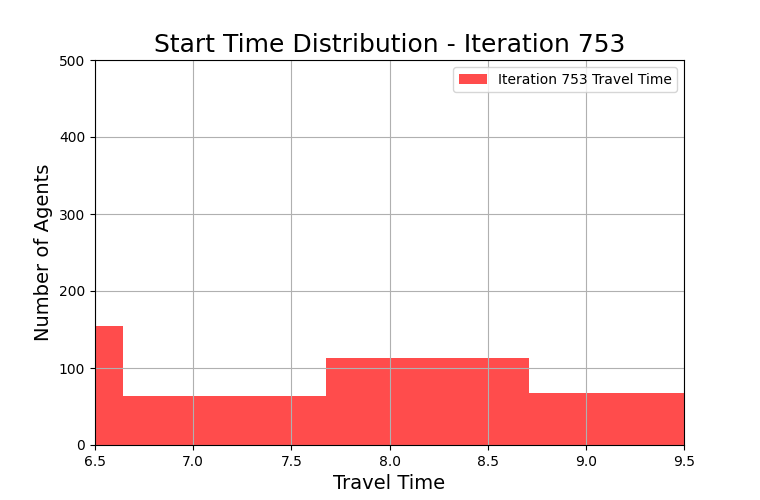 Start Time Distribution - Iteration 753
Iteration 753 Travel Time
Number of Agents
500
400
300
200
100
0
6.5 7.0 7.5 8.0 8.5 9.0 9.5
Travel Time